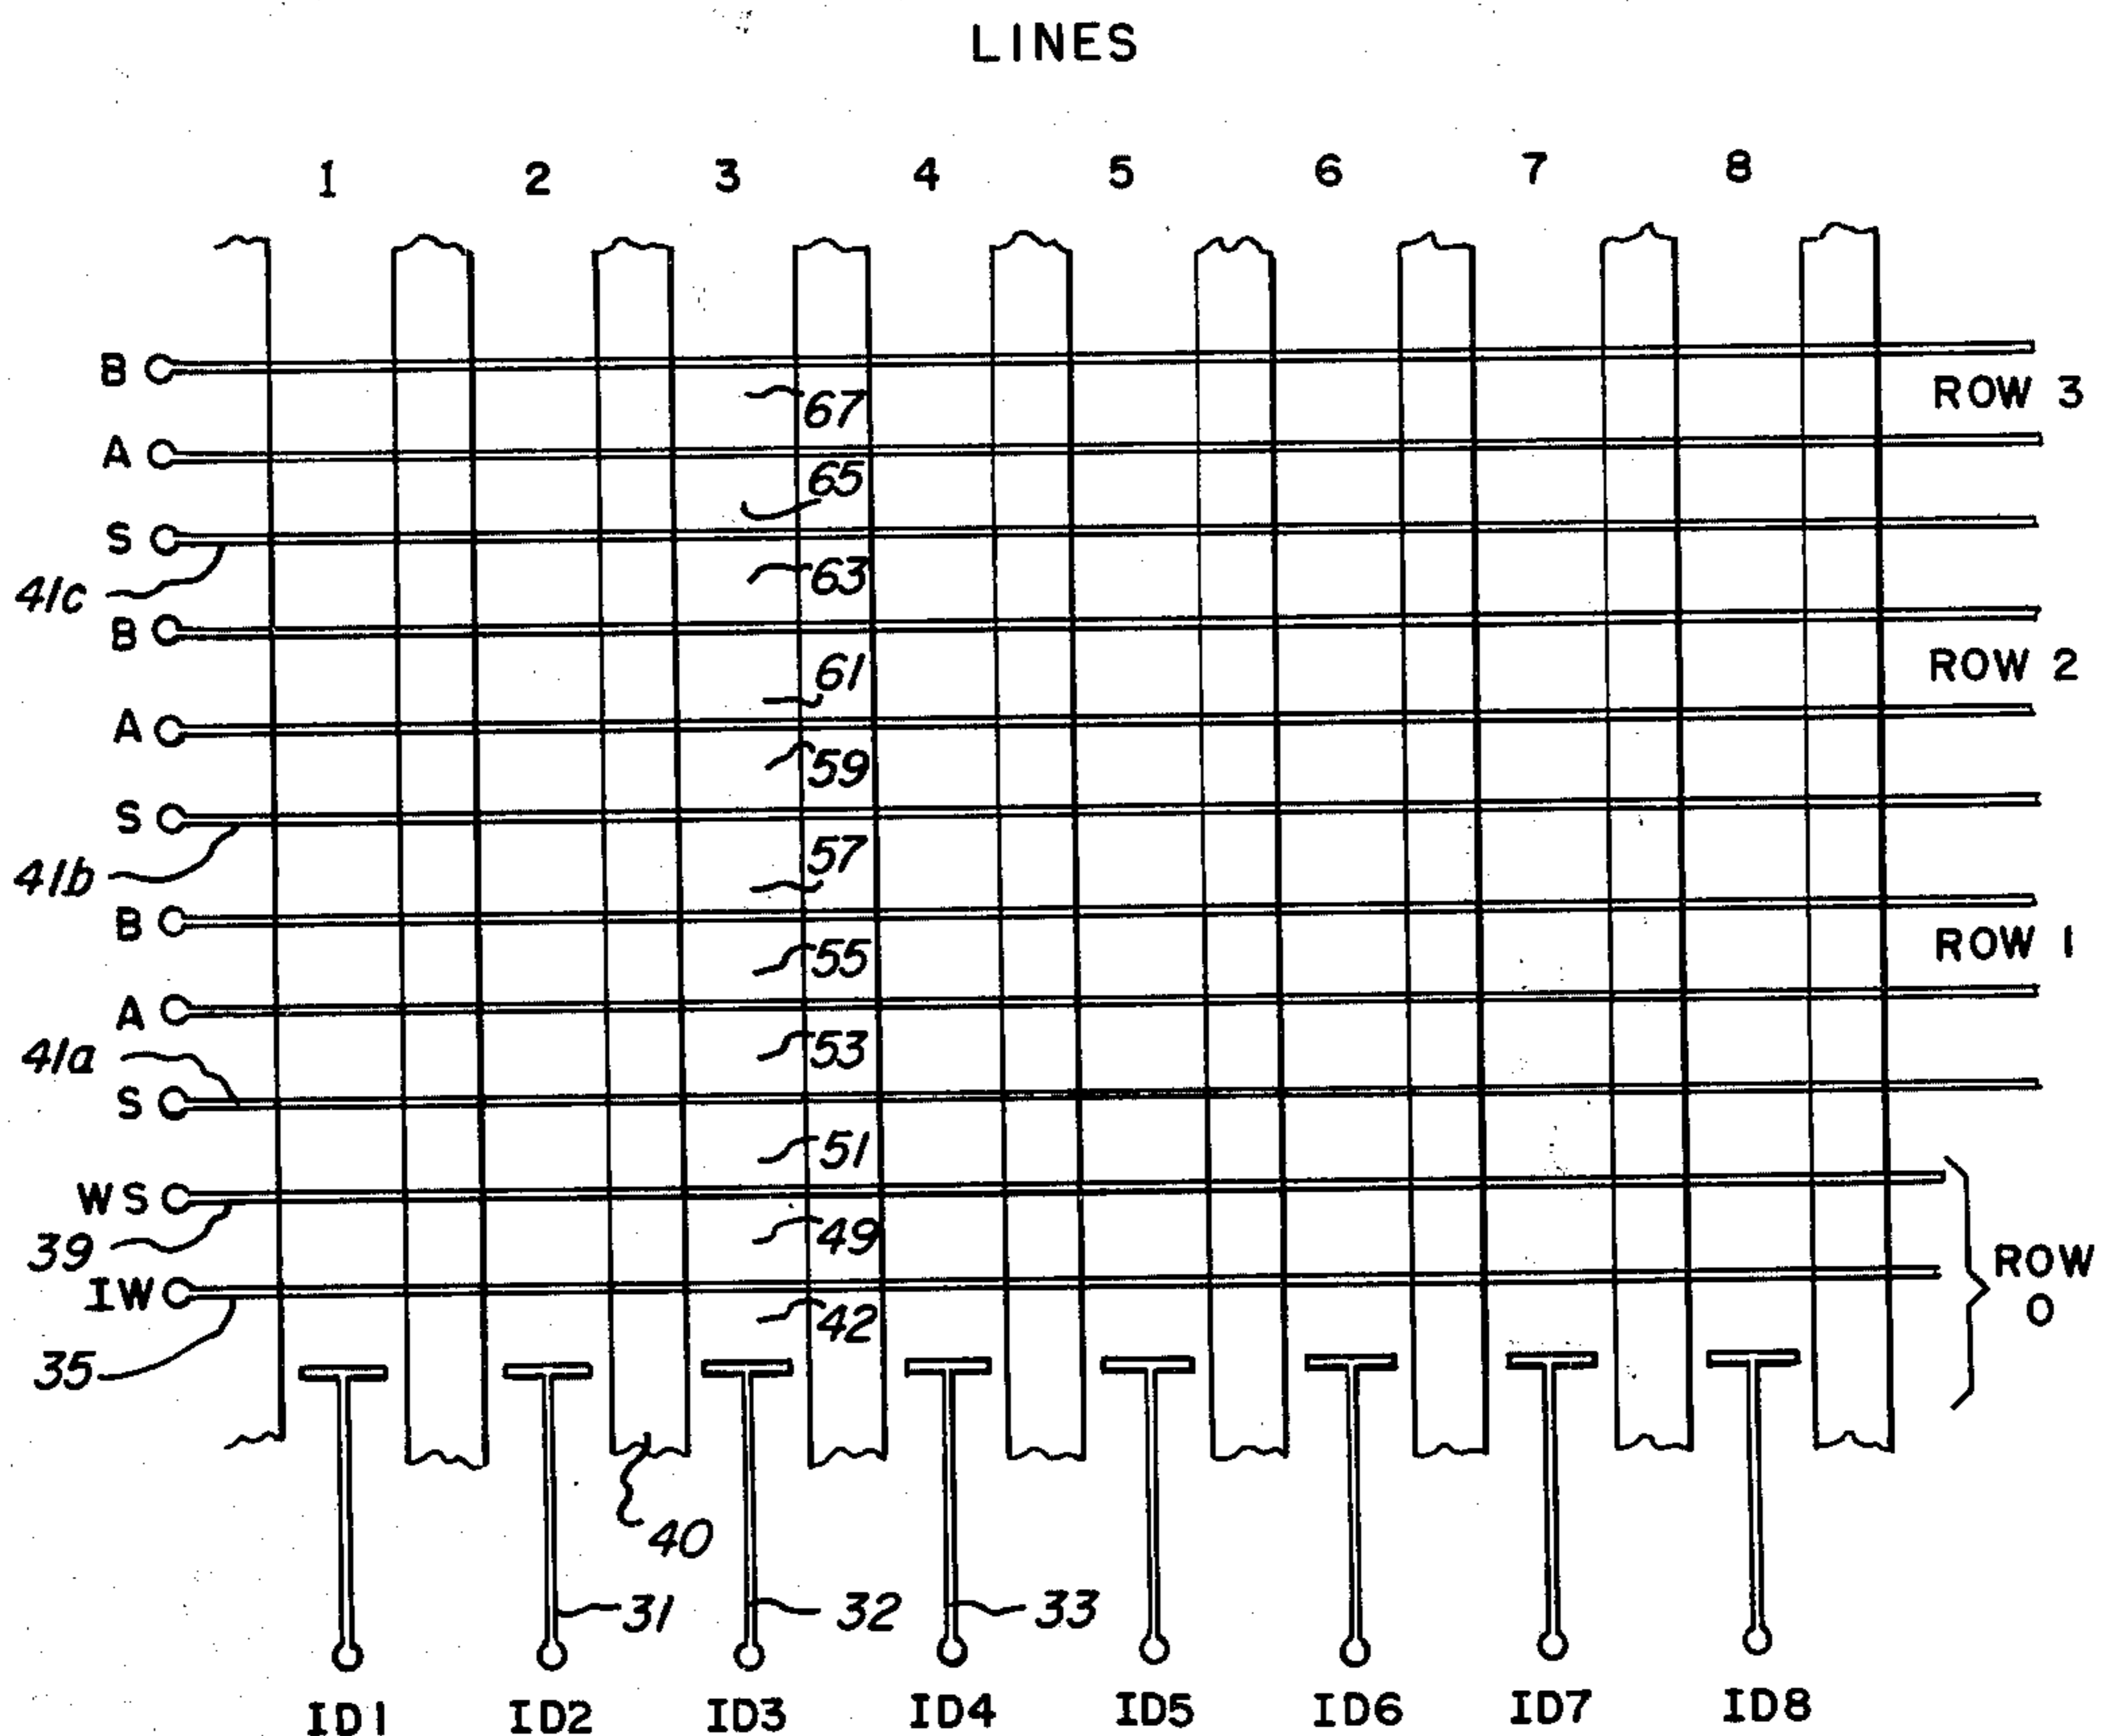 LINES
1 2 3 4 5 6 7 8
B
67
ROW 3
A
65
S
63
41c
B
61
ROW 2
A
59
S
57
41b
B
55
ROW 1
A
53
41a
S
51
WS
49
39
ROW 0
IW
42
35
40
31 32 33
ID1 ID2 ID3 ID4 ID5 ID6 ID7 ID8